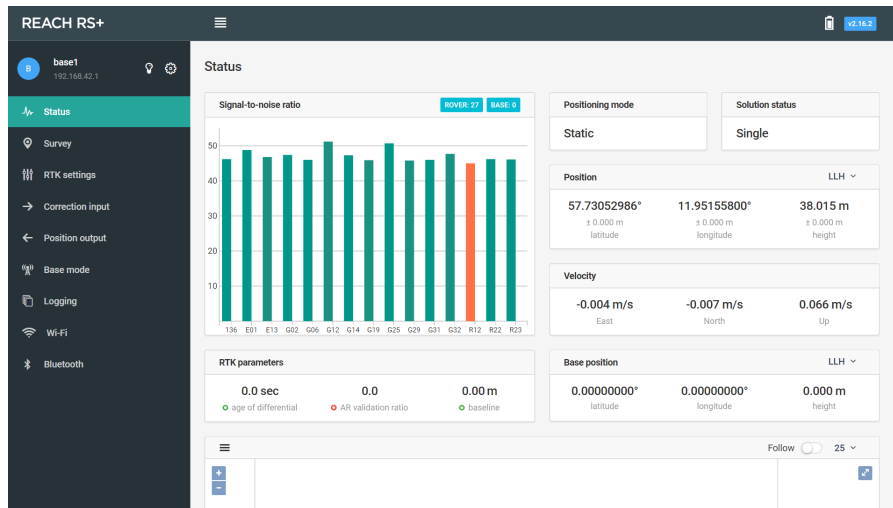 REACH RS+
v2.16.2
B
base1
192.168.42.1
Status
Survey
RTK settings
Correction input
Position output
Base mode
Logging
Wi-Fi
Bluetooth
Status
Signal-to-noise ratio
ROVER: 27 BASE: 0
50
40
30
20
10
136 E01 E13 G02 G06 G12 G14 G19 G25 G29 G31 G32 R12 R22 R23
Positioning mode
Static
Solution status
Single
Position LLH
57.73052986° 11.95155800° 38.015 m
± 0.000 m ± 0.000 m ± 0.000 m
latitude longitude height
Velocity
-0.004 m/s -0.007 m/s 0.066 m/s
East North Up
RTK parameters
0.0 sec 0.0 0.00 m
age of differential AR validation ratio baseline
Base position LLH
0.00000000° 0.00000000° 0.000 m
latitude longitude height
Follow 25
+
−